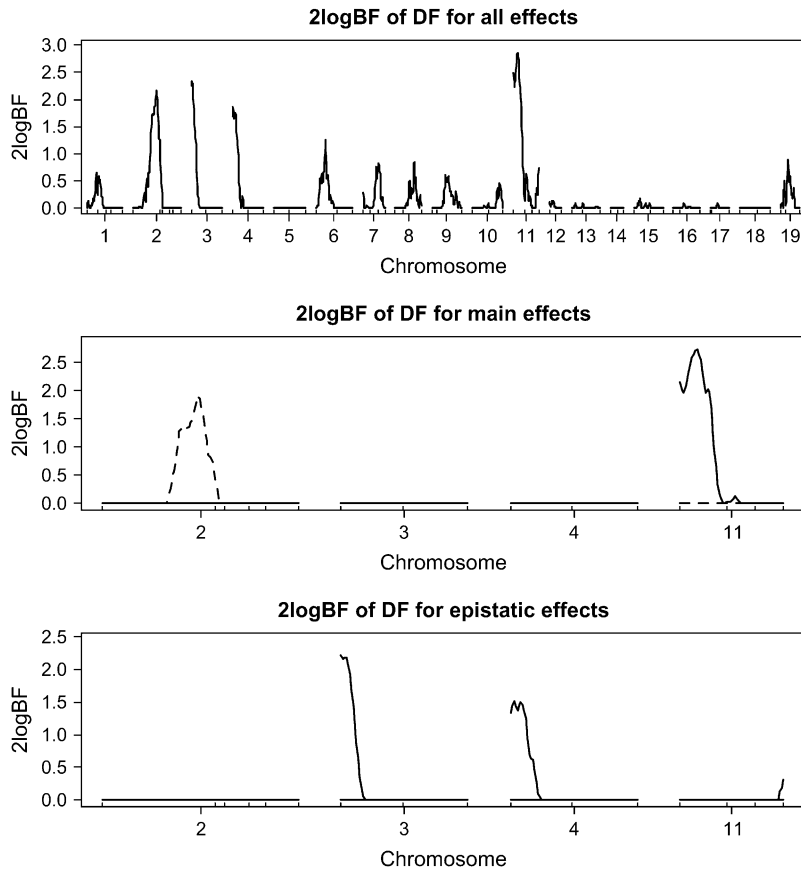 2logBF of DF for all effects
3.0
2.5
2.0
1.5
1.0
0.5
0.0
2logBF
1 2 3 4 5 6 7 8 9 10 11 12 13 14 15 16 17 18 19
Chromosome
2logBF of DF for main effects
2.5
2.0
1.5
1.0
0.5
0.0
2logBF
2 3 4 11
Chromosome
2logBF of DF for epistatic effects
2.5
2.0
1.5
1.0
0.5
0.0
2logBF
2 3 4 11
Chromosome